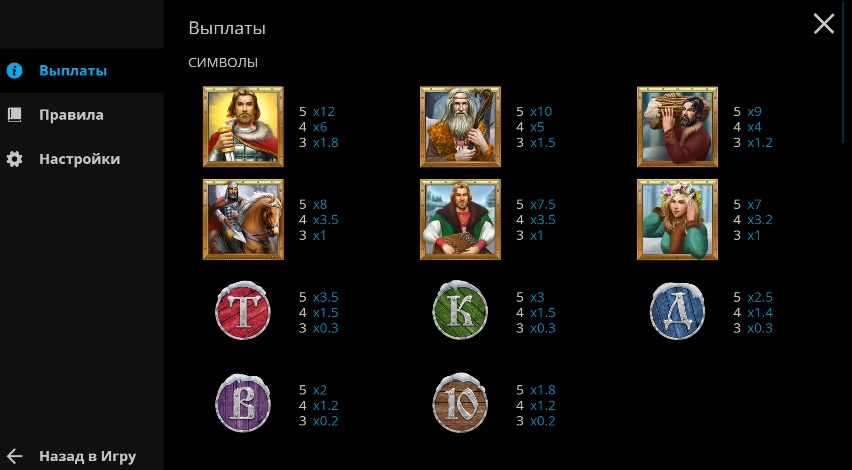 Выплаты
СИМВОЛЫ
Выплаты
Правила
Настройки
5 x12
4 x6
3 x1.8
5 x10
4 x5
3 x1.5
5 x9
4 x4
3 x1.2
5 x8
4 x3.5
3 x1
5 x7.5
4 x3.5
3 x1
5 x7
4 x3.2
3 x1
Т
5 x3.5
4 x1.5
3 x0.3
К
5 x3
4 x1.5
3 x0.3
Д
5 x2.5
4 x1.4
3 x0.3
В
5 x2
4 x1.2
3 x0.2
10
5 x1.8
4 x1.2
3 x0.2
Назад в Игру